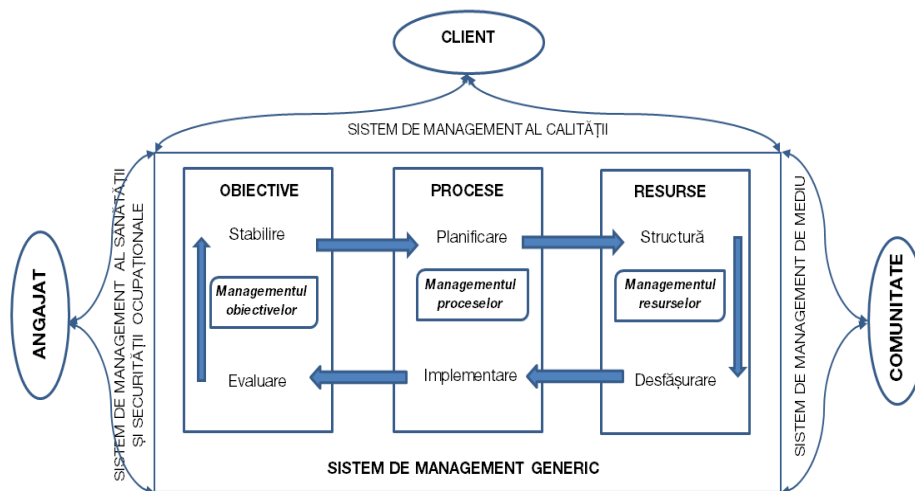 CLIENT
SISTEM DE MANAGEMENT AL CALITĂȚII
ANGAJAT
SISTEM DE MANAGEMENT AL SANĂTĂȚII
ȘI SECURITĂȚII OCUPAȚIONALE
OBIECTIVE
Stabilire
Managementul
obiectivelor
Evaluare
PROCESE
Planificare
Managementul
proceselor
Implementare
RESURSE
Structură
Managementul
resurselor
Desfășurare
SISTEM DE MANAGEMENT DE MEDIU
COMUNITATE
SISTEM DE MANAGEMENT GENERIC